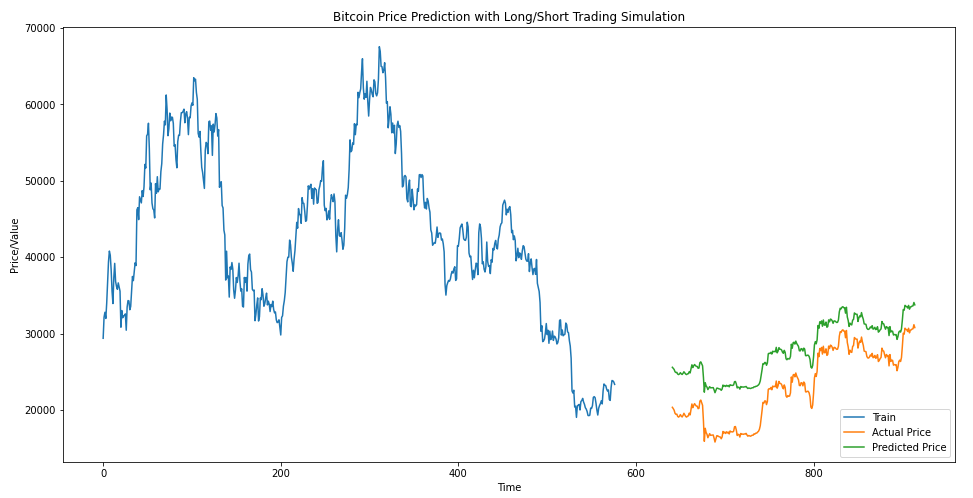 Bitcoin Price Prediction with Long/Short Trading Simulation
70000
60000
50000
40000
30000
20000
Price/Value
0
200
400
600
800
Time
Train
Actual Price
Predicted Price